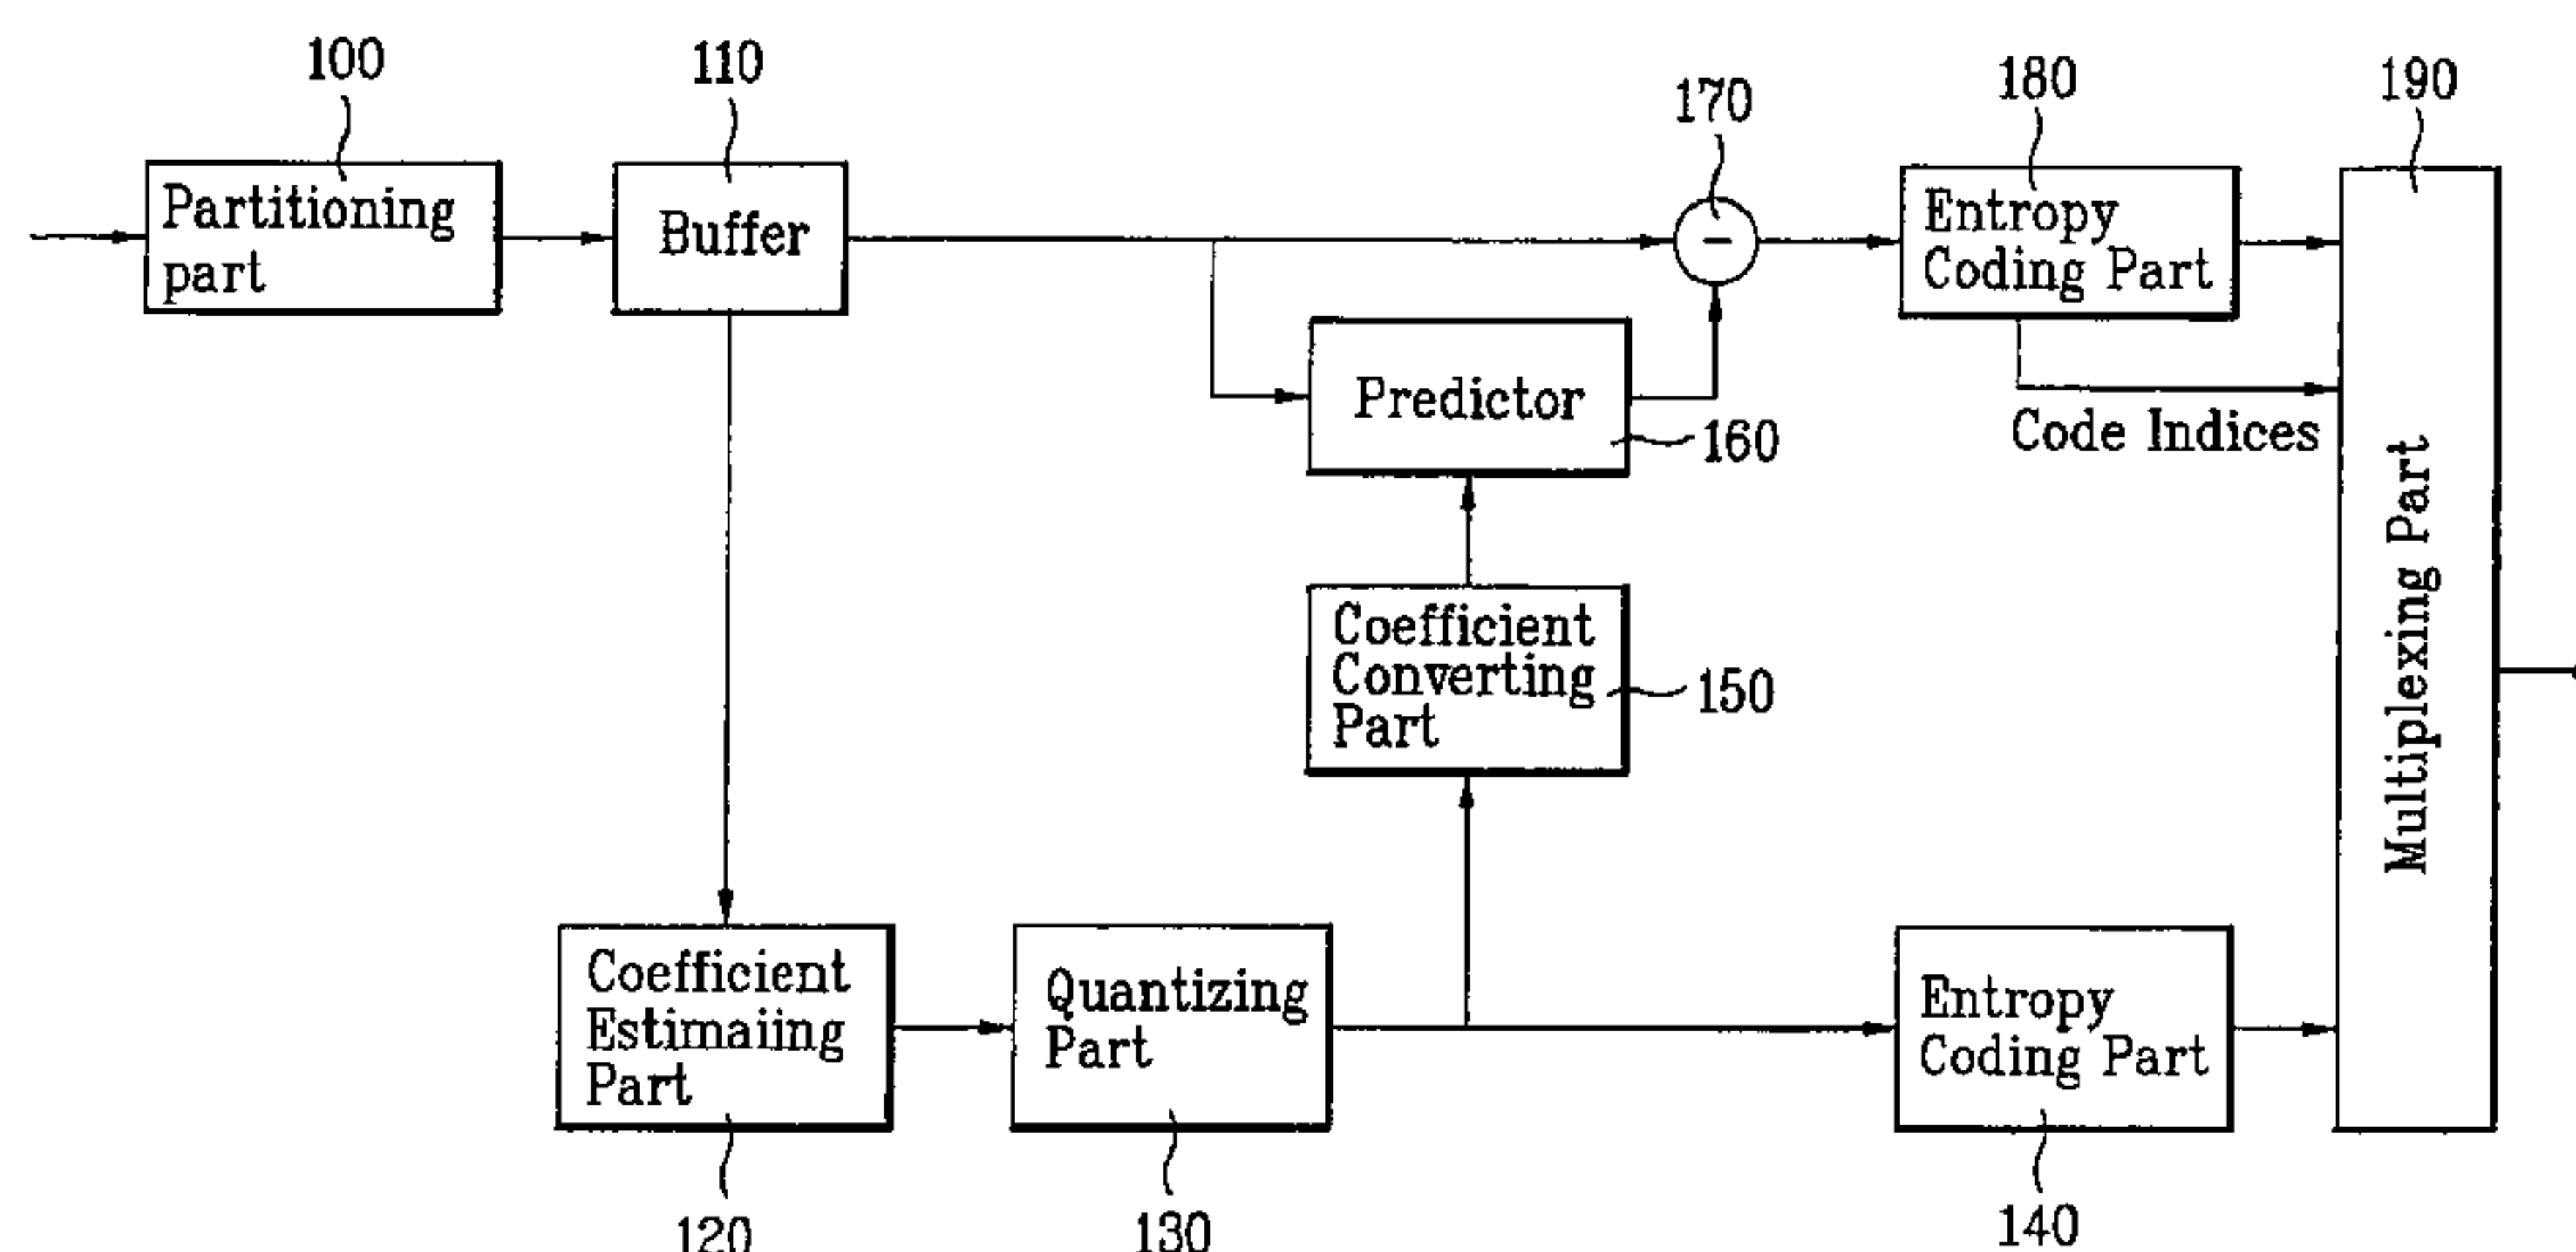 100
110
170
180
190
Partitioning
part
Buffer
-
Entropy
Coding Part
Predictor
160
Code Indices
Coefficient
Converting
Part
150
Multiplexing Part
Coefficient
Estimaiing
Part
Quantizing
Part
Entropy
Coding Part
120
130
140